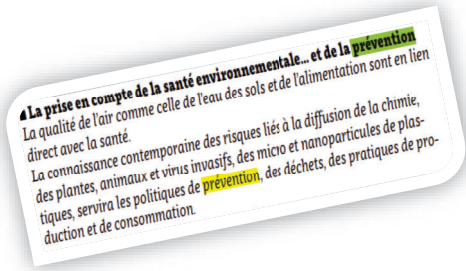 La prise en compte de la santé environnementale... et de la prévention
La qualité de l'air comme celle de l'eau des sols et de l'alimentation sont en lien
direct avec la santé.
La connaissance contemporaine des risques liés à la diffusion de la chimie,
des plantes, animaux et virus invasifs, des micro et nanoparticules de plas-
tiques, servira les politiques de prévention, des déchets, des pratiques de pro-
duction et de consommation.